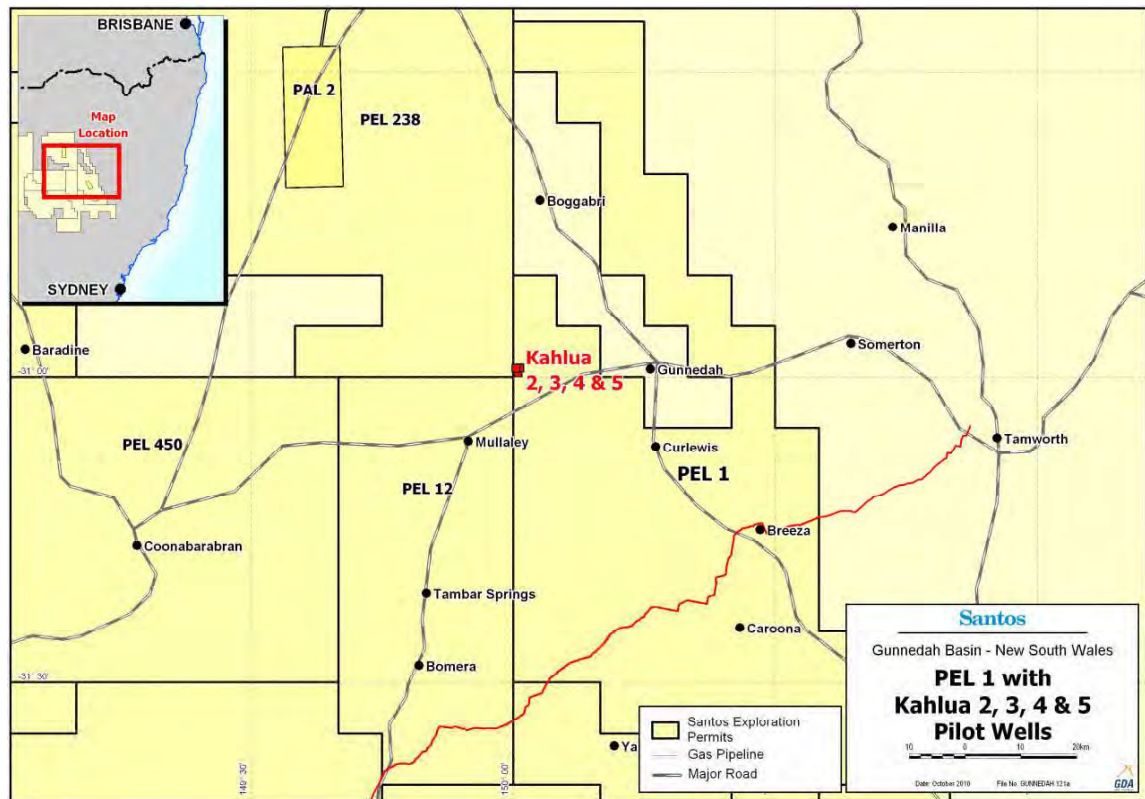 BRISBANE
Map
Location
SYDNEY
PAL 2
PEL 238
Boggabri
Manilla
Baradine
-31°00'
Kahlua
2, 3, 4 & 5
Gunnedah
Somerton
PEL 450
Mullaley
Curlewis
Tamworth
PEL 12
PEL 1
Breeza
Coonabarabran
Tambar Springs
Caroona
Bomera
-31°30'
149°30'
150°00'
Ya
Santos Exploration
Permits
Gas Pipeline
Major Road
Santos
Gunnedah Basin - New South Wales
PEL 1 with
Kahlua 2, 3, 4 & 5
Pilot Wells
10 0 10 20km
Date: October 2010 File No. GUNNEDAH 121a
GDA